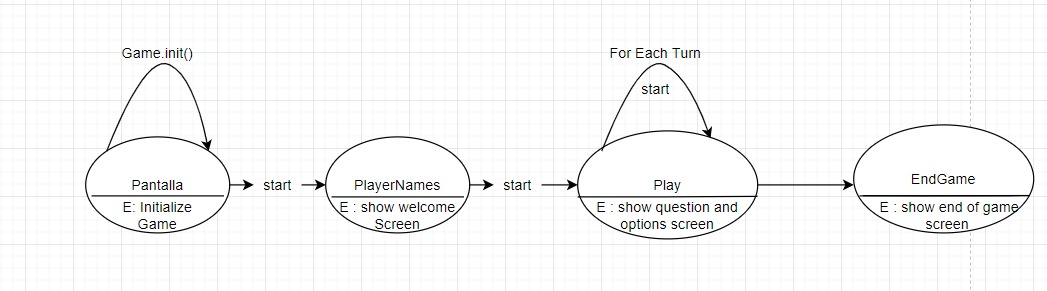 Game.init()
For Each Turn
start
Pantalla
E: Initialize
Game
start
PlayerNames
E : show welcome
Screen
start
Play
E : show question and
options screen
EndGame
E : show end of game
screen